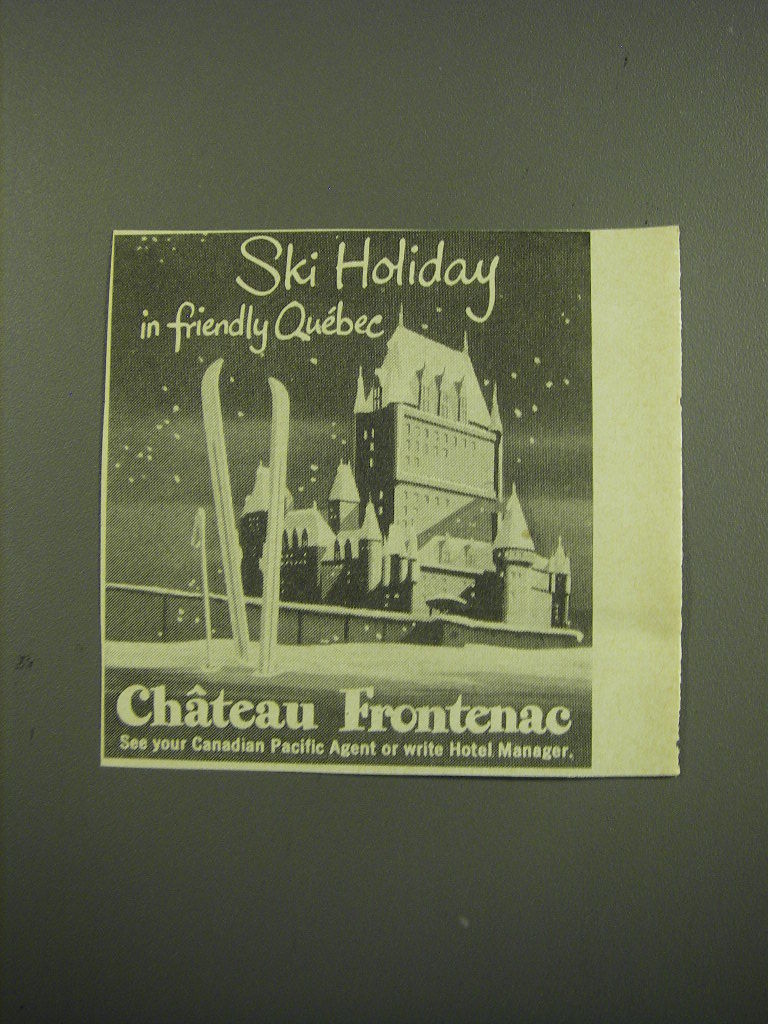 Ski Holiday
in friendly Québec
Château Frontenac
See your Canadian Pacific Agent or write Hotel Manager.